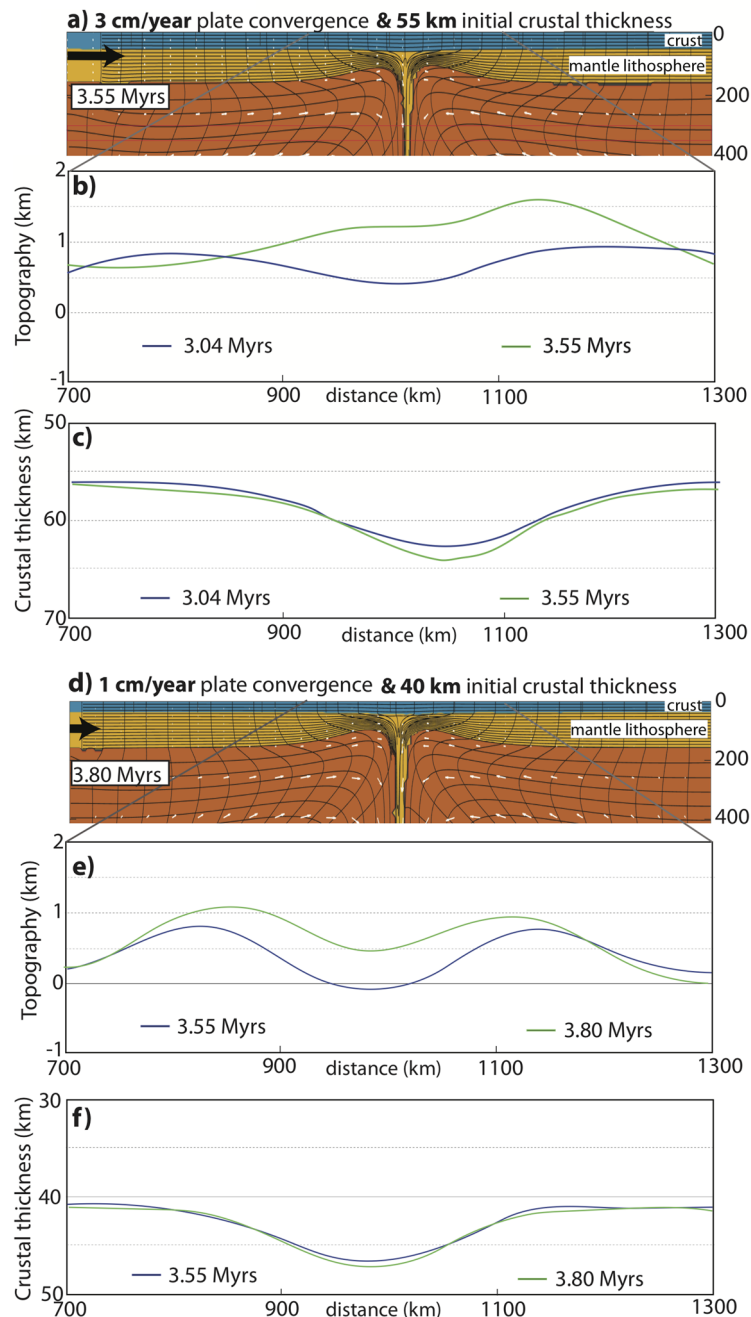 a) 3 cm/year plate convergence & 55 km initial crustal thickness
crust
mantle lithosphere
3.55 Myrs
0
200
400
b)
Topography (km)
2
1
0
-1
3.04 Myrs
3.55 Myrs
700
900
1100
1300
distance (km)
c)
Crustal thickness (km)
50
60
70
3.04 Myrs
3.55 Myrs
700
900
1100
1300
distance (km)
d) 1 cm/year plate convergence & 40 km initial crustal thickness
crust
mantle lithosphere
3.80 Myrs
0
200
400
e)
Topography (km)
2
1
0
-1
3.55 Myrs
3.80 Myrs
700
900
1100
1300
distance (km)
f)
Crustal thickness (km)
30
40
50
3.55 Myrs
3.80 Myrs
700
900
1100
1300
distance (km)